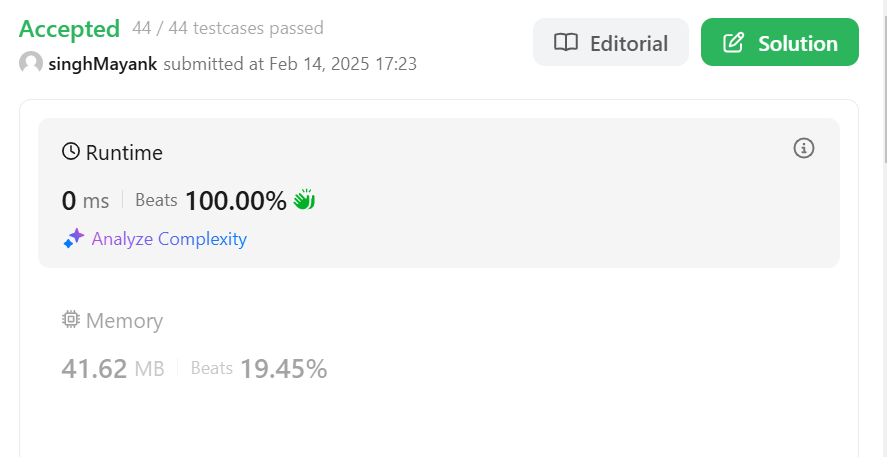 Accepted 44 / 44 testcases passed
Editorial
Solution
singhMayank submitted at Feb 14, 2025 17:23
Runtime
0 ms Beats 100.00%
Analyze Complexity
Memory
41.62 MB Beats 19.45%